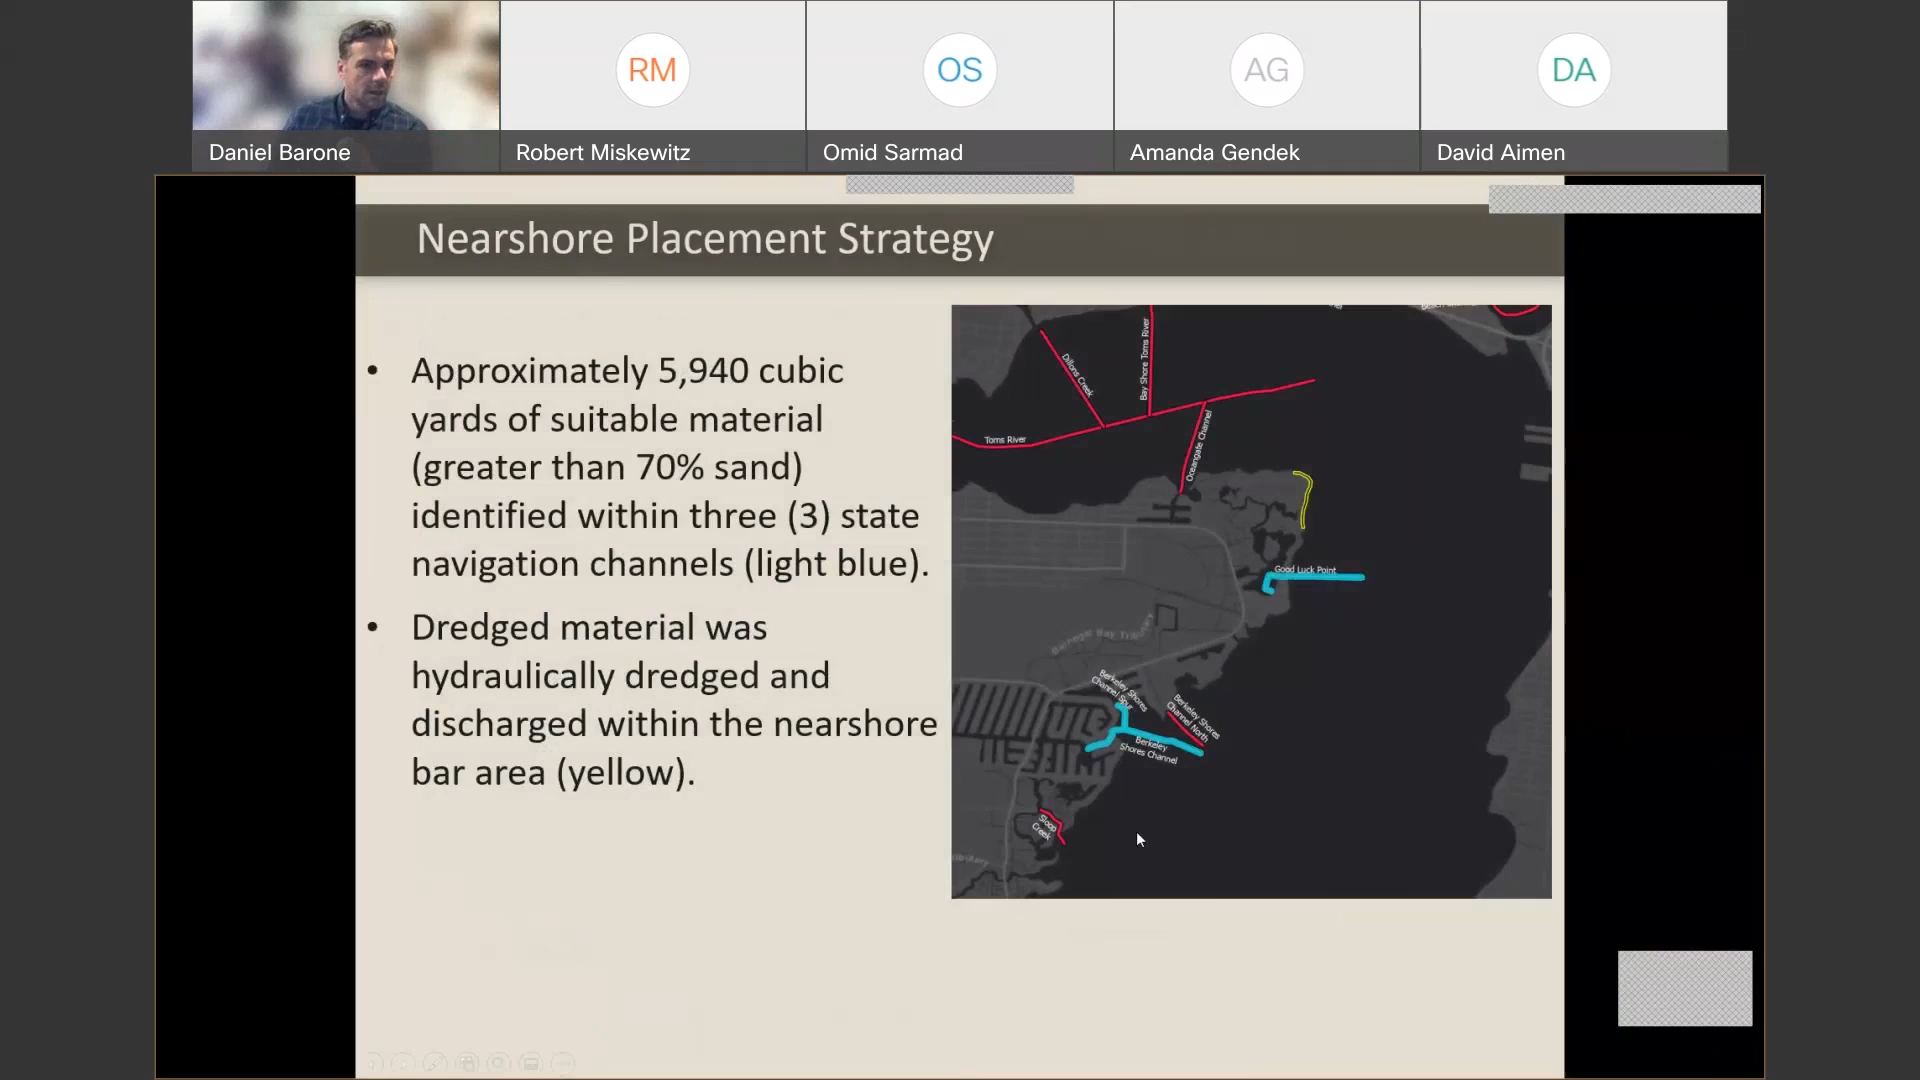 RM
OS
AG
DA
Daniel Barone
Robert Miskewitz
Omid Sarmad
Amanda Gendek
David Aimen
Nearshore Placement Strategy
• Approximately 5,940 cubic
yards of suitable material
(greater than 70% sand)
identified within three (3) state
navigation channels (light blue).
• Dredged material was
hydraulically dredged and
discharged within the nearshore
bar area (yellow).
Dillons Creek
Bay Shore Toms River
Toms River
Oceangate Channel
Good Luck Point
Barnegat Bay
Berkeley Shores
Channel Spur
Berkeley Shores
Channel North
Berkeley
Shores Channel
Sloop
Creek